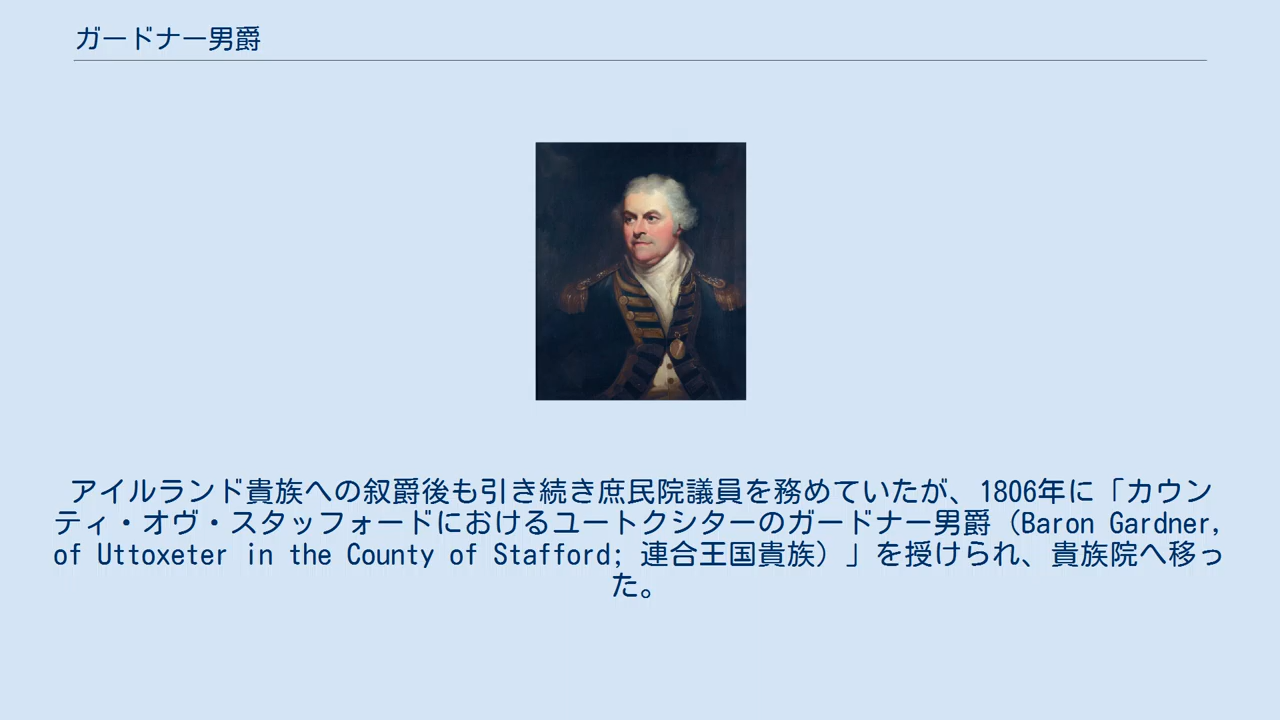 ガードナー男爵
アイルランド貴族への叙爵後も引き続き庶民院議員を務めていたが、1806年に「カウン
ティ・オヴ・スタッフォードにおけるユートクシターのガードナー男爵（Baron Gardner,
of Uttoxeter in the County of Stafford; 連合王国貴族）」を授けられ、貴族院へ移っ
た。